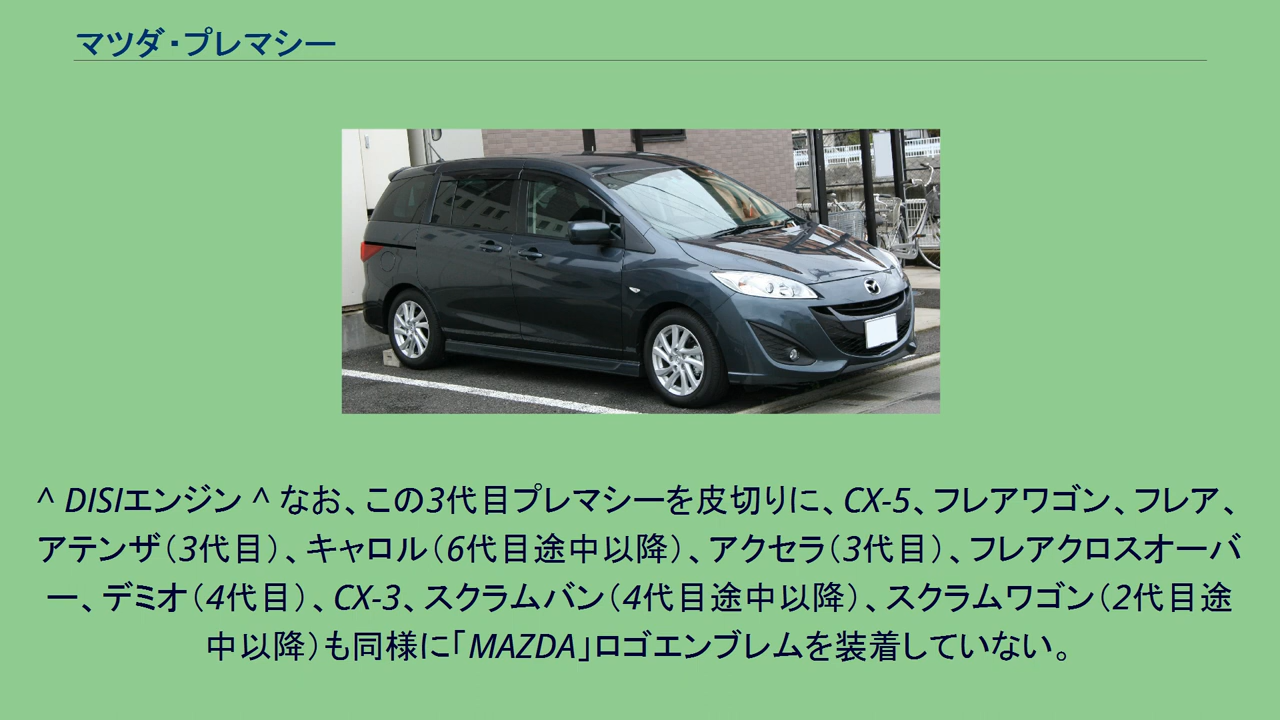 マツダ・プレマシー
^ DISIエンジン ^ なお、この3代目プレマシーを皮切りに、CX-5、フレアワゴン、フレア、
アテンザ（3代目）、キャロル（6代目途中以降）、アクセラ（3代目）、フレアクロスオーバ
ー、デミオ（4代目）、CX-3、スクラムバン（4代目途中以降）、スクラムワゴン（2代目途
中以降）も同様に「MAZDA」ロゴエンブレムを装着していない。